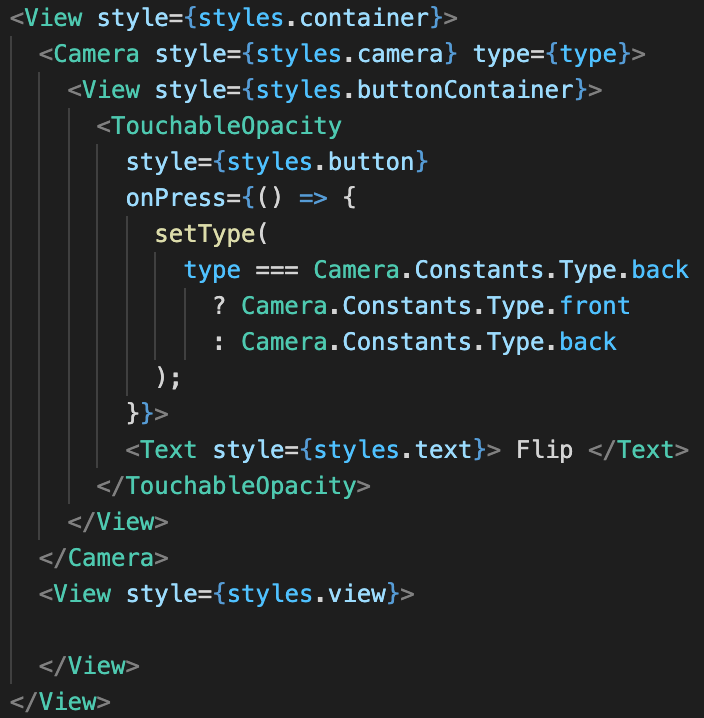 <View style={styles.container}>
<Camera style={styles.camera} type={type}>
<View style={styles.buttonContainer}>
<TouchableOpacity
style={styles.button}
onPress={() => {
setType(
type === Camera.Constants.Type.back
? Camera.Constants.Type.front
: Camera.Constants.Type.back
);
}}>
<Text style={styles.text}> Flip </Text>
</TouchableOpacity>
</View>
</Camera>
<View style={styles.view}>
</View>
</View>